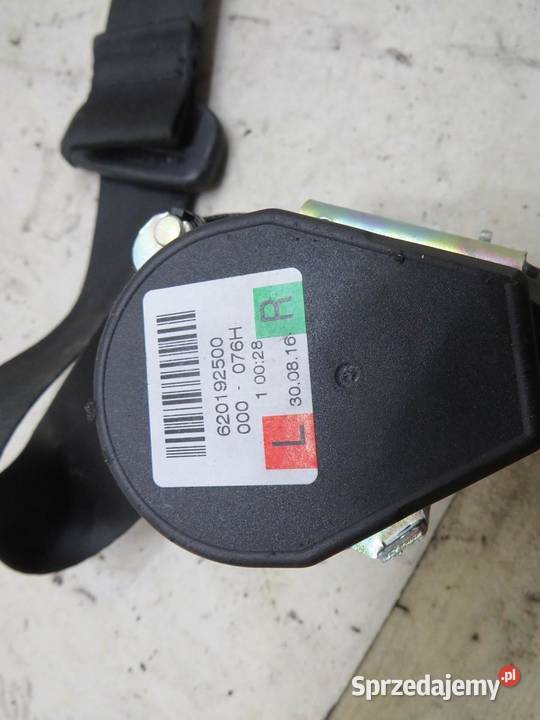 620192500
000 - 076H
1 00:28
30.08.16
L
R
Sprzedajemy.pl